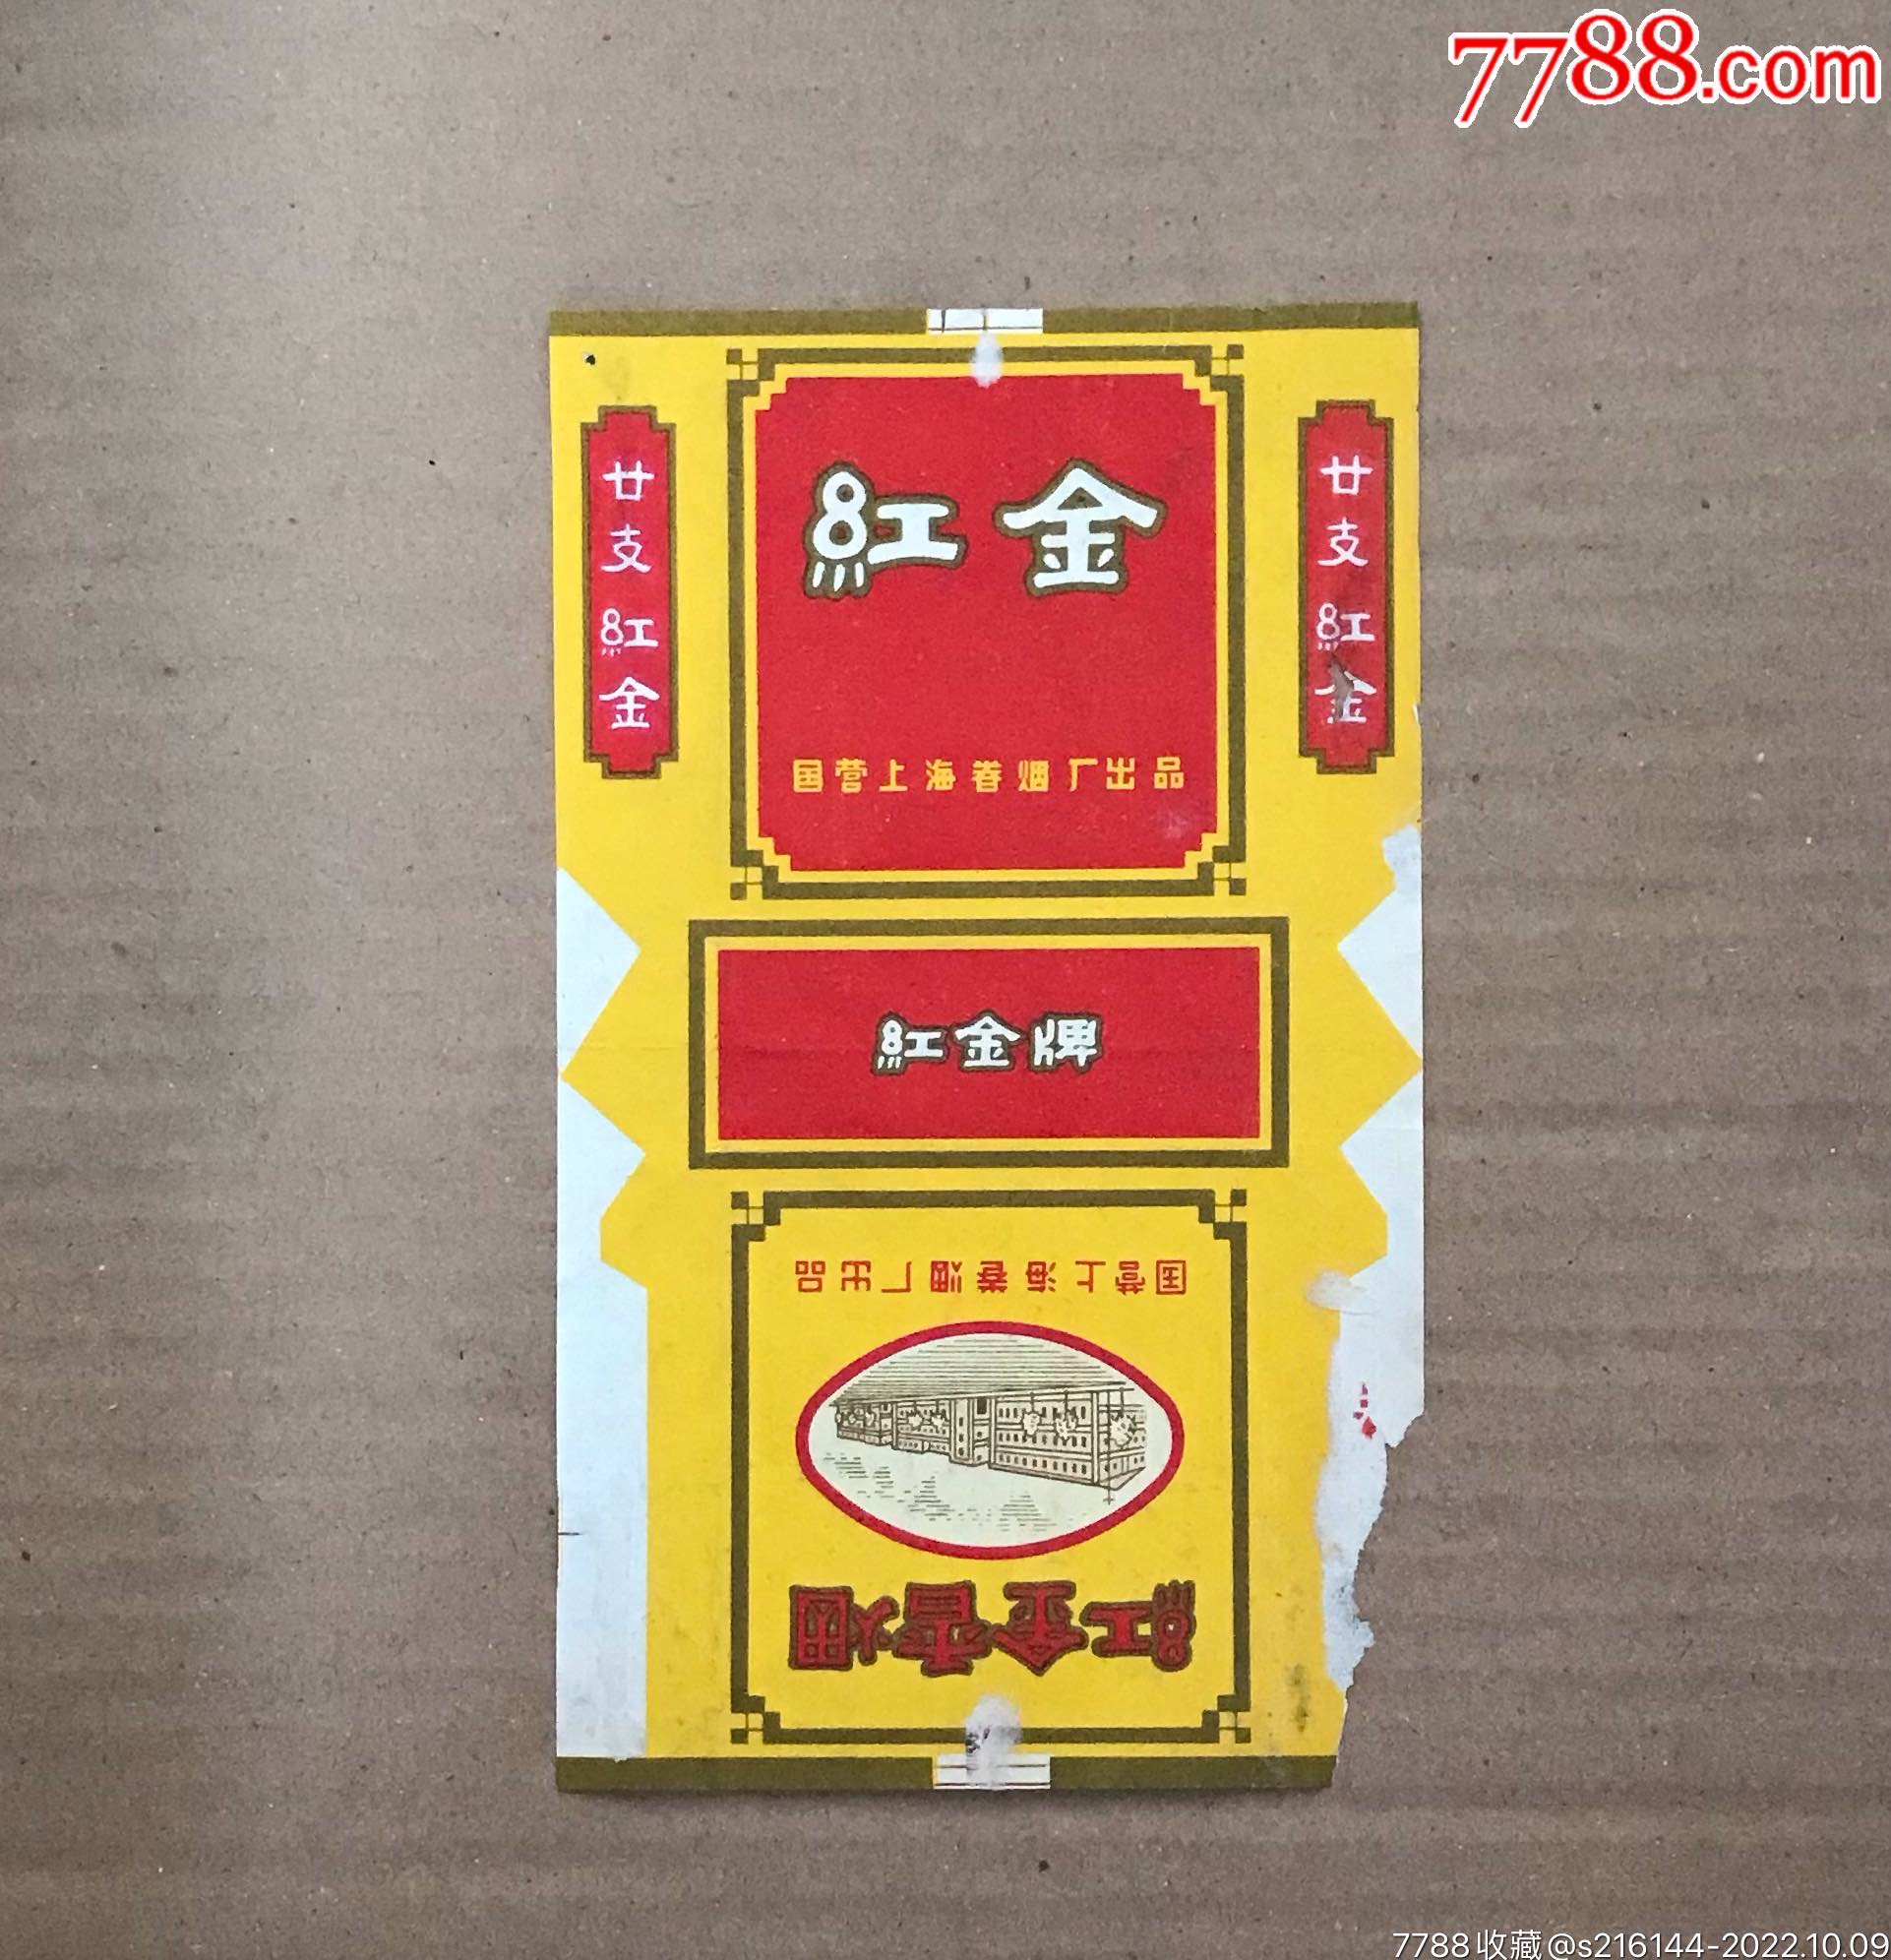 7788.com
紅金
国营上海卷烟厂出品
廿支 紅金
廿支 紅金
紅金牌
国营上海卷烟厂出品
紅金香烟
7788收藏@s216144-2022.10.09